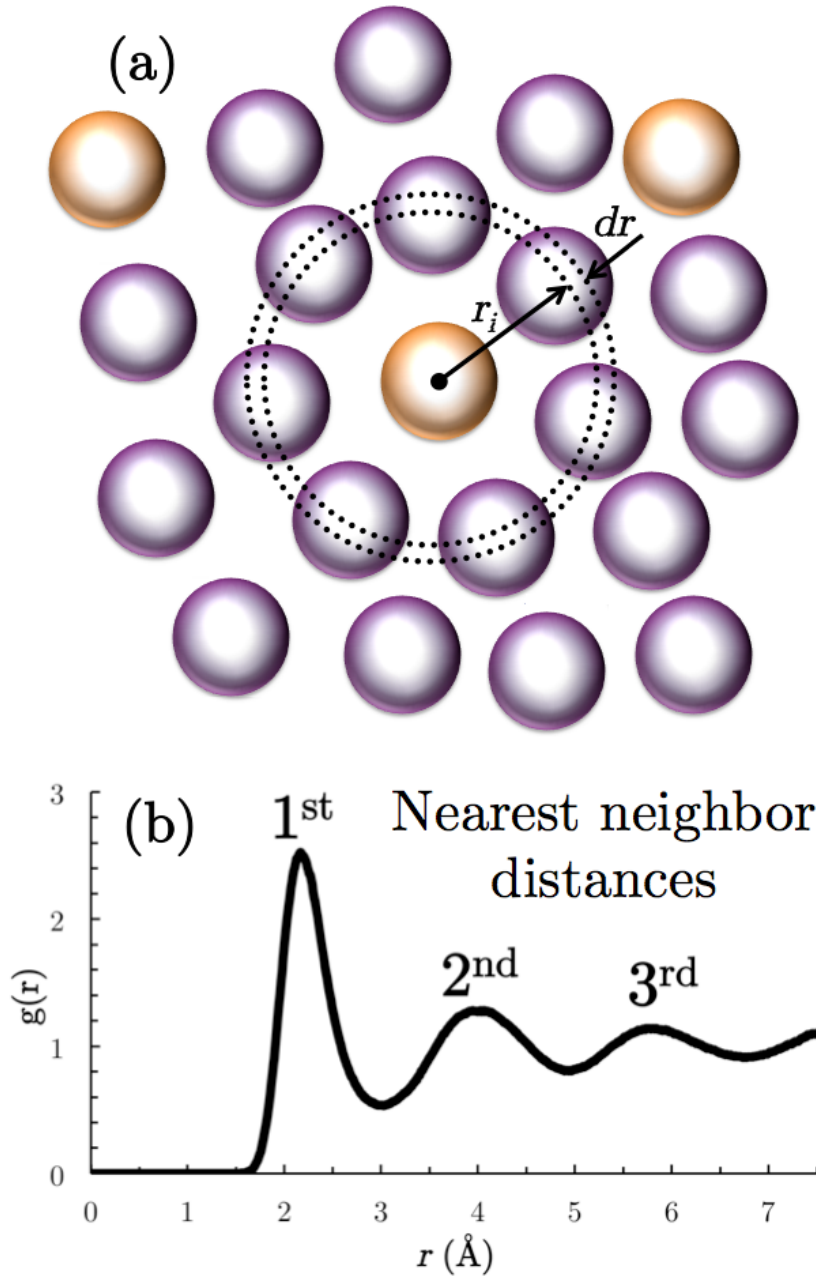 (a)
dr
r_i
(b)
1st
Nearest neighbor
distances
2nd
3rd
g(r)
3
2
1
0
0 1 2 3 4 5 6 7
r (Å)